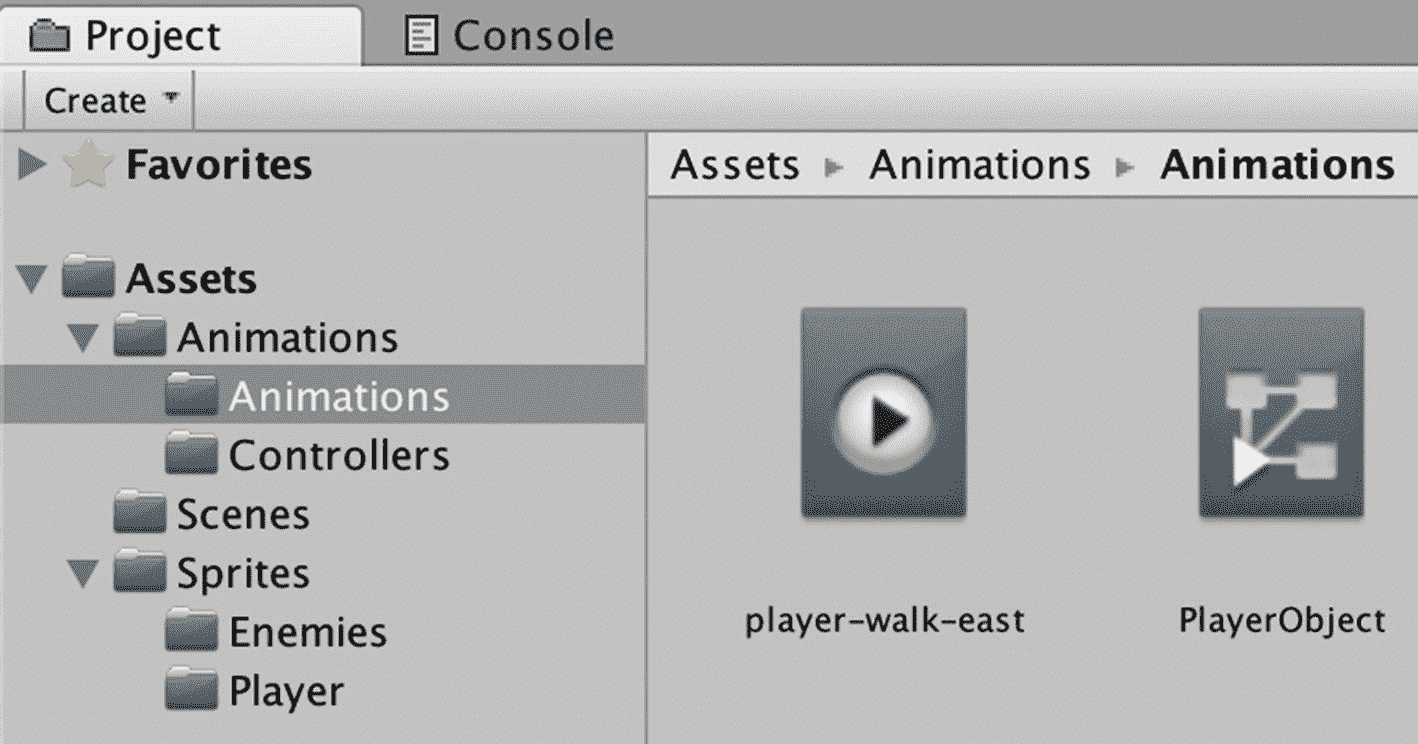 Project
Console
Create
Favorites
Assets
Animations
Animations
Controllers
Scenes
Sprites
Enemies
Player
Assets Animations Animations
player-walk-east
PlayerObject